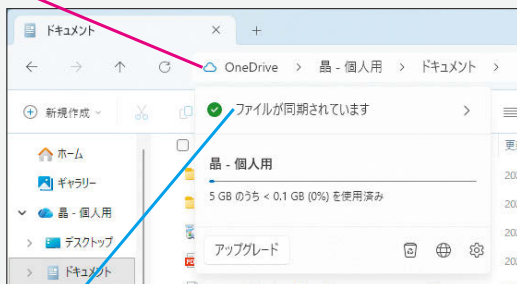 ドキュメント
OneDrive > 晶 - 個人用 > ドキュメント >
新規作成
ファイルが同期されています
ホーム
ギャラリー
晶 - 個人用
デスクトップ
ドキュメント
晶 - 個人用
5 GB のうち < 0.1 GB (0%) を使用済み
アップグレード